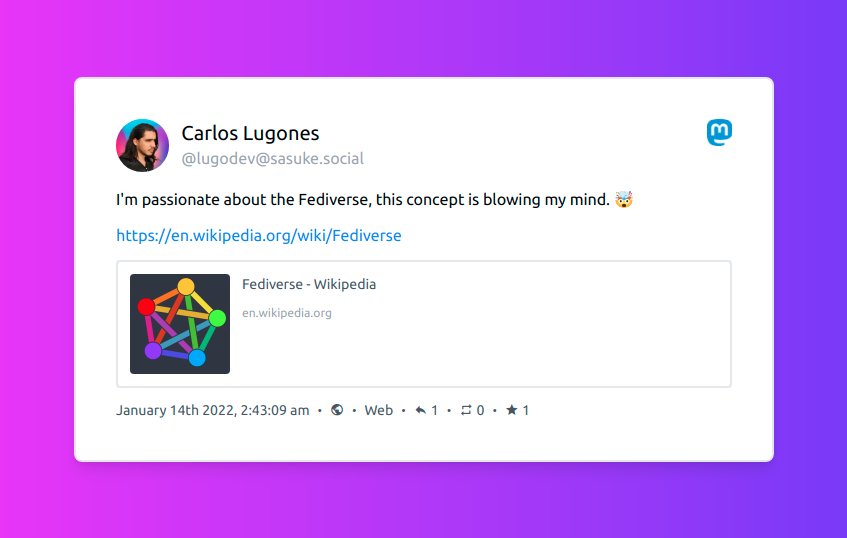 Carlos Lugones
@lugodev@sasuke.social
I'm passionate about the Fediverse, this concept is blowing my mind. 🤯
https://en.wikipedia.org/wiki/Fediverse
Fediverse - Wikipedia
en.wikipedia.org
January 14th 2022, 2:43:09 am • • Web • 1 • 0 • 1